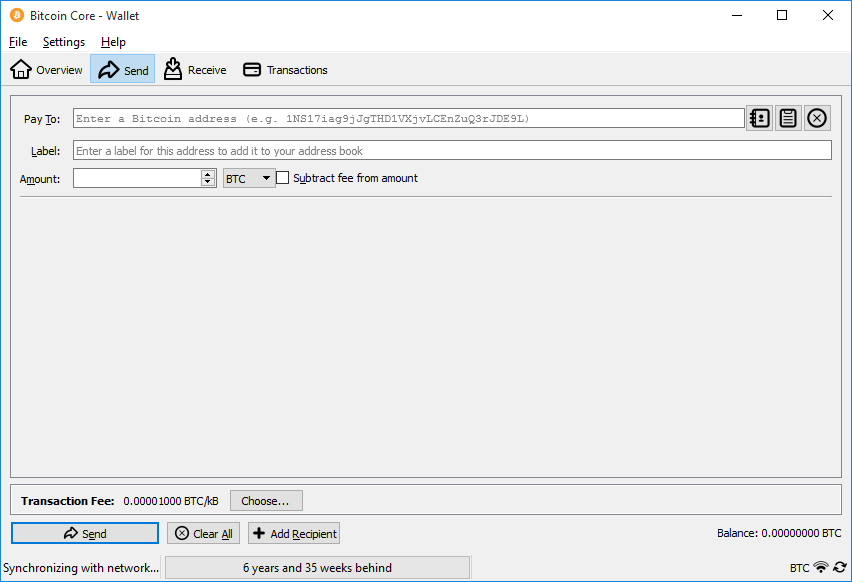 Bitcoin Core - Wallet
File Settings Help
Overview Send Receive Transactions
Pay To: Enter a Bitcoin address (e.g. 1NS17iag9jJgTHD1VXjvLCEnZuQ3rJDE9L)
Label: Enter a label for this address to add it to your address book
Amount: BTC Subtract fee from amount
Transaction Fee: 0.00001000 BTC/kB Choose...
Send Clear All Add Recipient Balance: 0.00000000 BTC
Synchronizing with network... 6 years and 35 weeks behind BTC